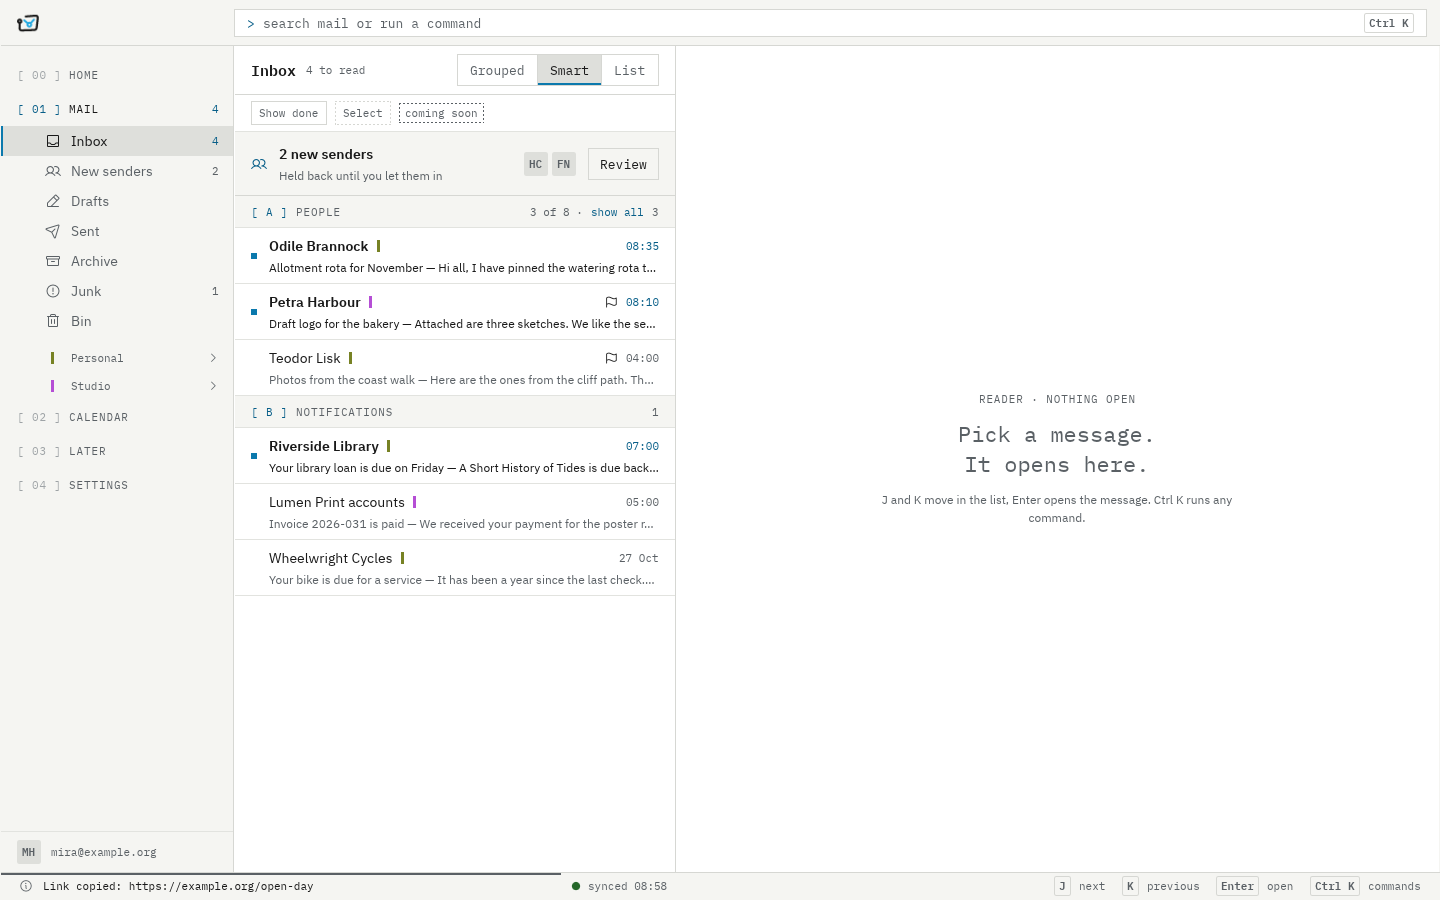 > search mail or run a command Ctrl K
[ 00 ] HOME
[ 01 ] MAIL 4
Inbox 4
New senders 2
Drafts
Sent
Archive
Junk 1
Bin
Personal
Studio
[ 02 ] CALENDAR
[ 03 ] LATER
[ 04 ] SETTINGS
MH mira@example.org
Inbox 4 to read Grouped Smart List
Show done Select coming soon
2 new senders
Held back until you let them in
HC FN Review
[ A ] PEOPLE 3 of 8 · show all 3
Odile Brannock 08:35
Allotment rota for November — Hi all, I have pinned the watering rota t…
Petra Harbour 08:10
Draft logo for the bakery — Attached are three sketches. We like the se…
Teodor Lisk 04:00
Photos from the coast walk — Here are the ones from the cliff path. Th…
[ B ] NOTIFICATIONS 1
Riverside Library 07:00
Your library loan is due on Friday — A Short History of Tides is due back…
Lumen Print accounts 05:00
Invoice 2026-031 is paid — We received your payment for the poster r…
Wheelwright Cycles 27 Oct
Your bike is due for a service — It has been a year since the last check.…
READER · NOTHING OPEN
Pick a message.
It opens here.
J and K move in the list, Enter opens the message. Ctrl K runs any
command.
Link copied: https://example.org/open-day
synced 08:58
J next K previous Enter open Ctrl K commands